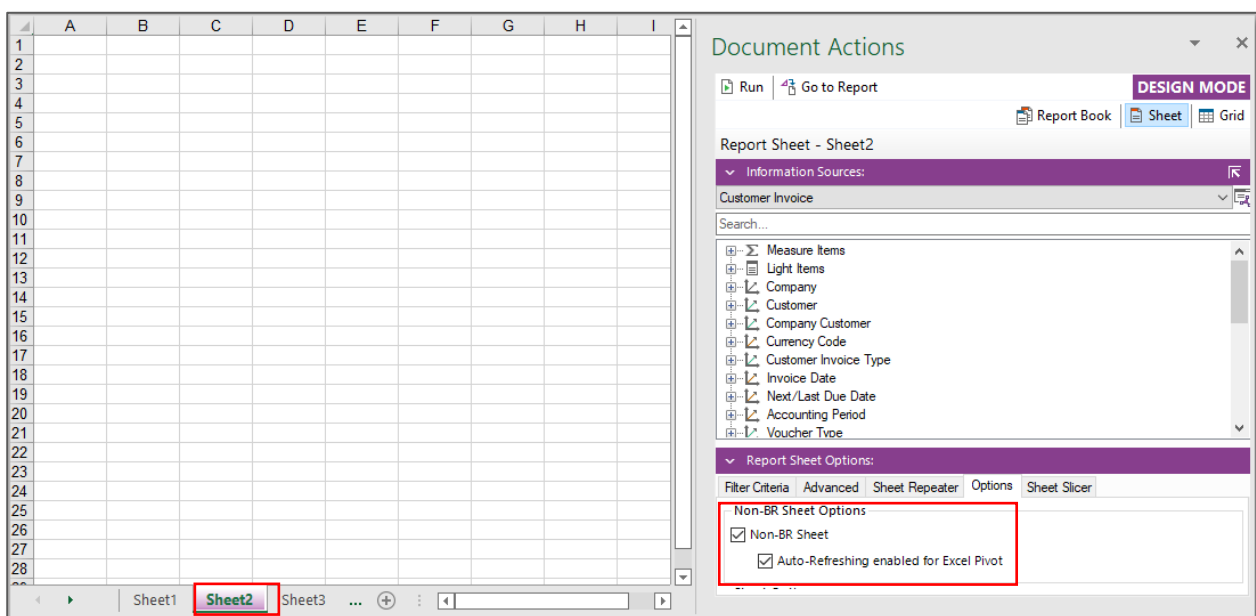 A B C D E F G H I
1
2
3
4
5
6
7
8
9
10
11
12
13
14
15
16
17
18
19
20
21
22
23
24
25
26
27
28
Sheet1 Sheet2 Sheet3 ...
Document Actions
Run Go to Report DESIGN MODE
Report Book Sheet Grid
Report Sheet - Sheet2
Information Sources:
Customer Invoice
Search...
Measure Items
Light Items
Company
Customer
Company Customer
Currency Code
Customer Invoice Type
Invoice Date
Next/Last Due Date
Accounting Period
Voucher Type
Report Sheet Options:
Filter Criteria Advanced Sheet Repeater Options Sheet Slicer
Non-BR Sheet Options
Non-BR Sheet
Auto-Refreshing enabled for Excel Pivot